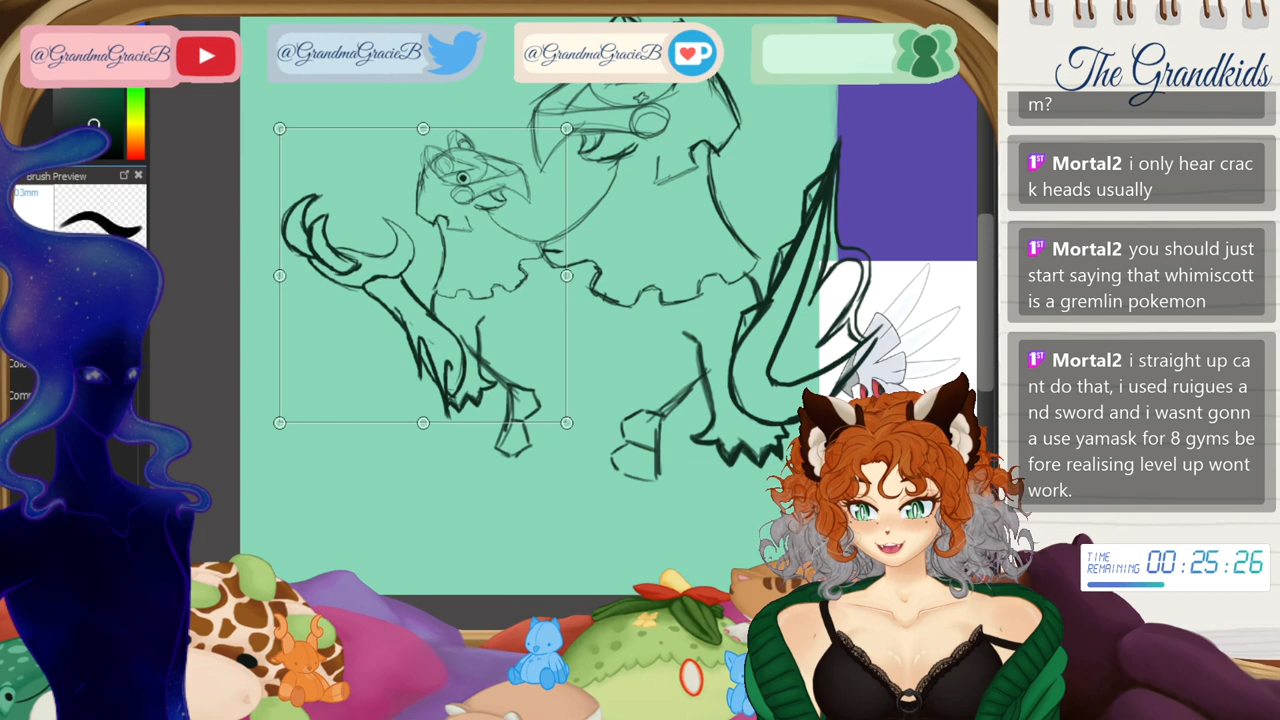 @GrandmaGracieB
@GrandmaGracieB
@GrandmaGracieB
The Grandkids
m?
Mortal2 i only hear crac
k heads usually
Mortal2 you should just
start saying that whimiscott
is a gremlin pokemon
Mortal2 i straight up ca
nt do that, i used ruigues a
nd sword and i wasnt gonn
a use yamask for 8 gyms be
fore realising level up wont
work.
TIME
REMAINING 00:25:26
Brush Preview